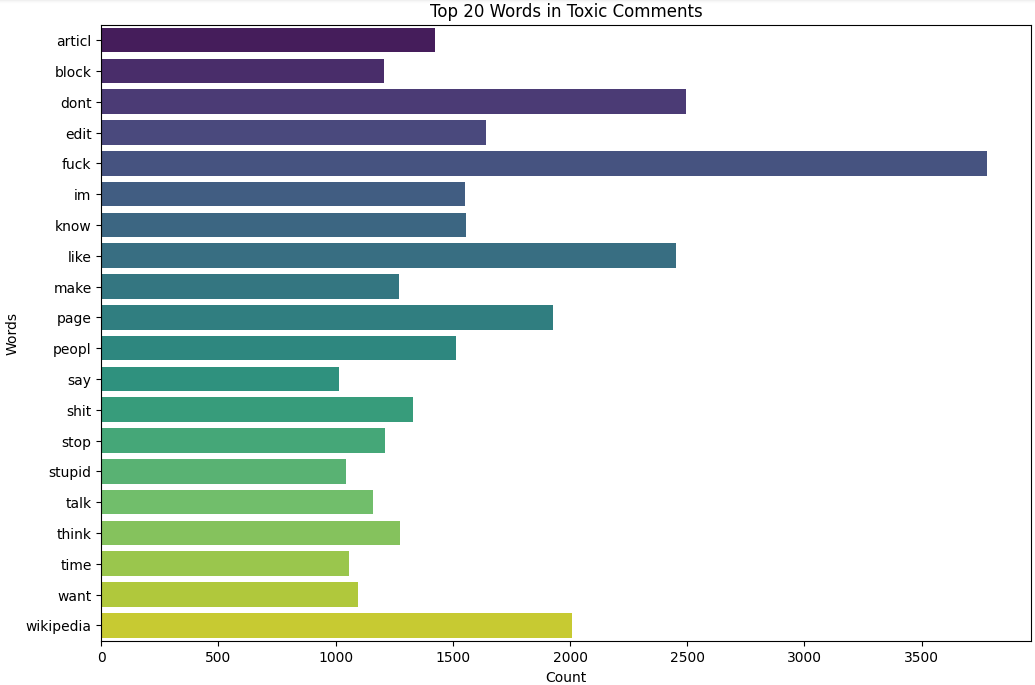 Top 20 Words in Toxic Comments
articl
block
dont
edit
fuck
im
know
like
make
page
peopl
say
shit
stop
stupid
talk
think
time
want
wikipedia
Words
0 500 1000 1500 2000 2500 3000 3500
Count